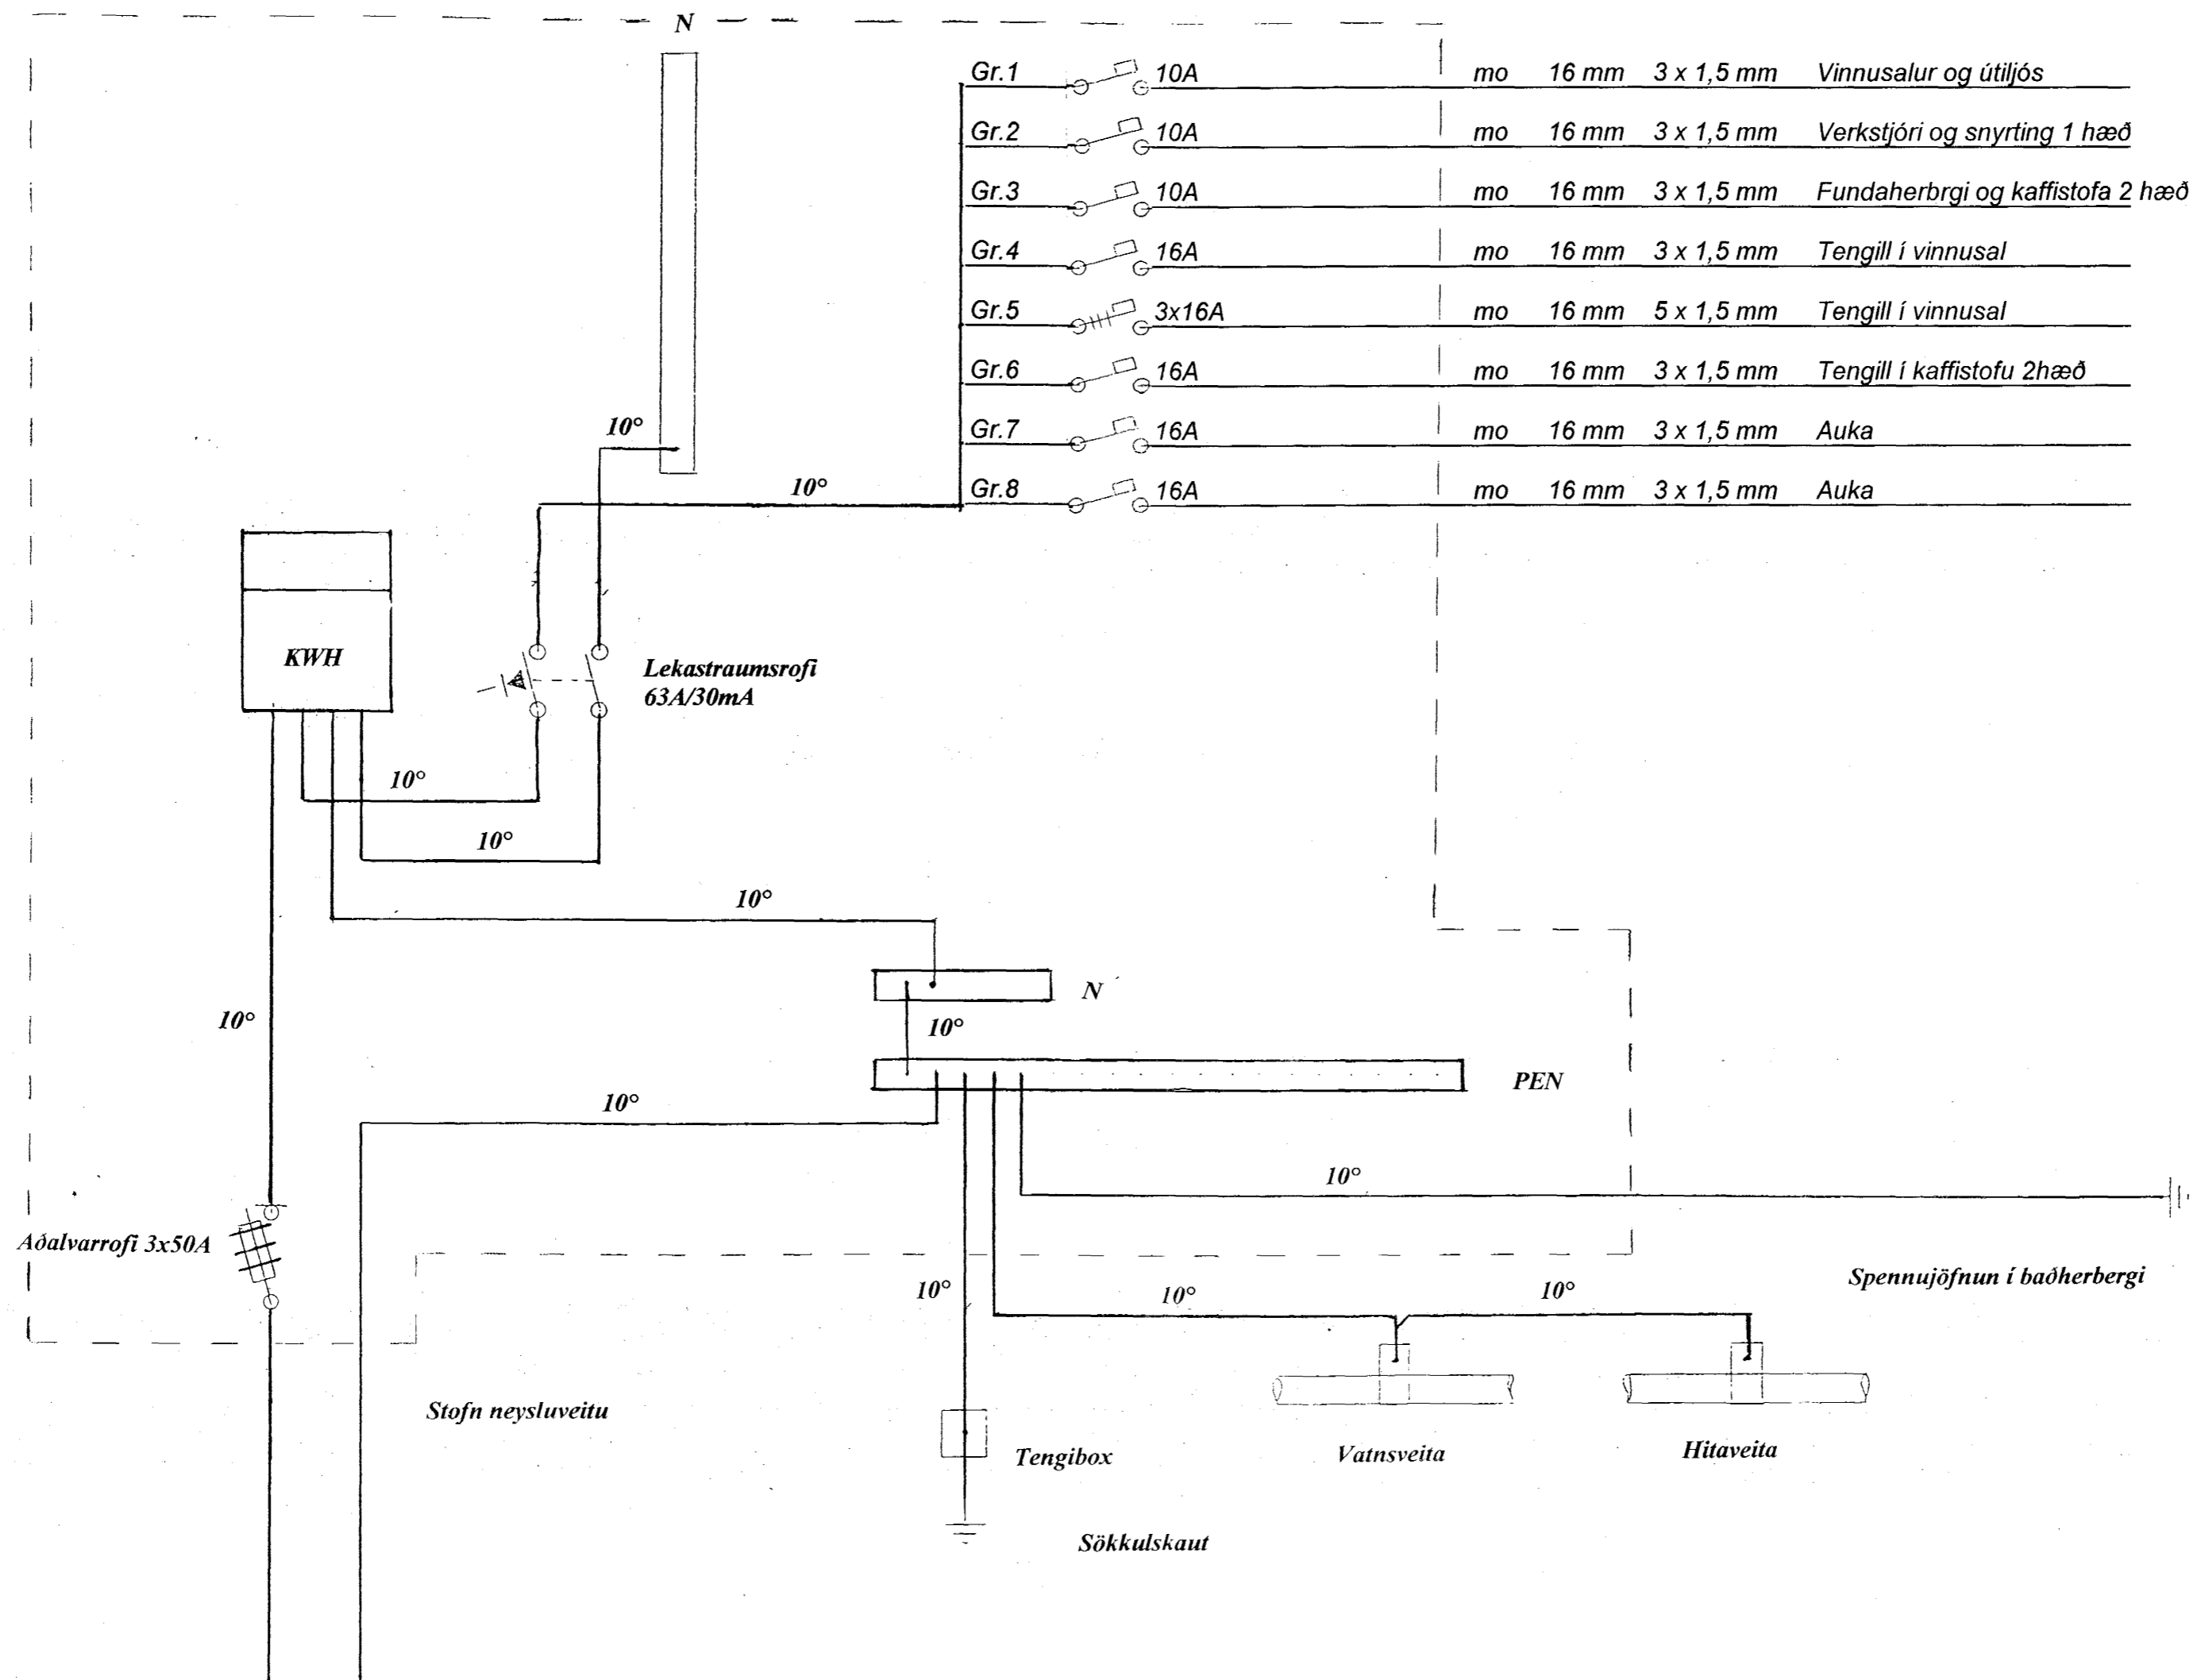 N
Gr.1 10A mo 16 mm 3 x 1,5 mm Vinnusalur og útiljós
Gr.2 10A mo 16 mm 3 x 1,5 mm Verkstjóri og snyrting 1 hæð
Gr.3 10A mo 16 mm 3 x 1,5 mm Fundaherbrgi og kaffistofa 2 hæð
Gr.4 16A mo 16 mm 3 x 1,5 mm Tengill í vinnusal
Gr.5 3x16A mo 16 mm 5 x 1,5 mm Tengill í vinnusal
Gr.6 16A mo 16 mm 3 x 1,5 mm Tengill í kaffistofu 2hæð
10° Gr.7 16A mo 16 mm 3 x 1,5 mm Auka
10° Gr.8 16A mo 16 mm 3 x 1,5 mm Auka
KWH
Lekastraumsrofi
63A/30mA
10°
10°
10°
N
10°
10°
PEN
10°
10°
Aðalvarrofi 3x50A
Spennujöfnun í baðherbergi
10°
10°
10°
Stofn neysluveitu
Tengibox
Vatnsveita
Hitaveita
Sökkulskaut